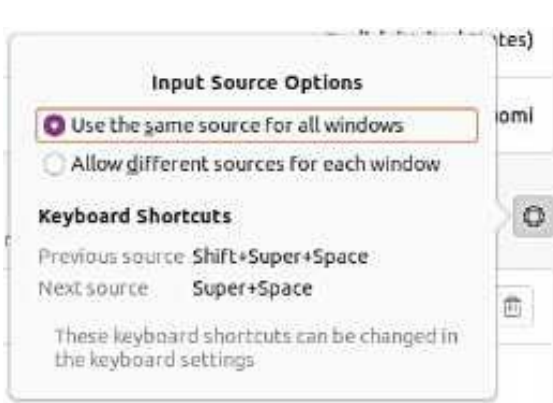 tes)
Input Source Options
Use the same source for all windows
omi
Allow different sources for each window
Keyboard Shortcuts
Previous source Shift+Super+Space
Next source Super+Space
These keyboard shortcuts can be changed in
the keyboard settings